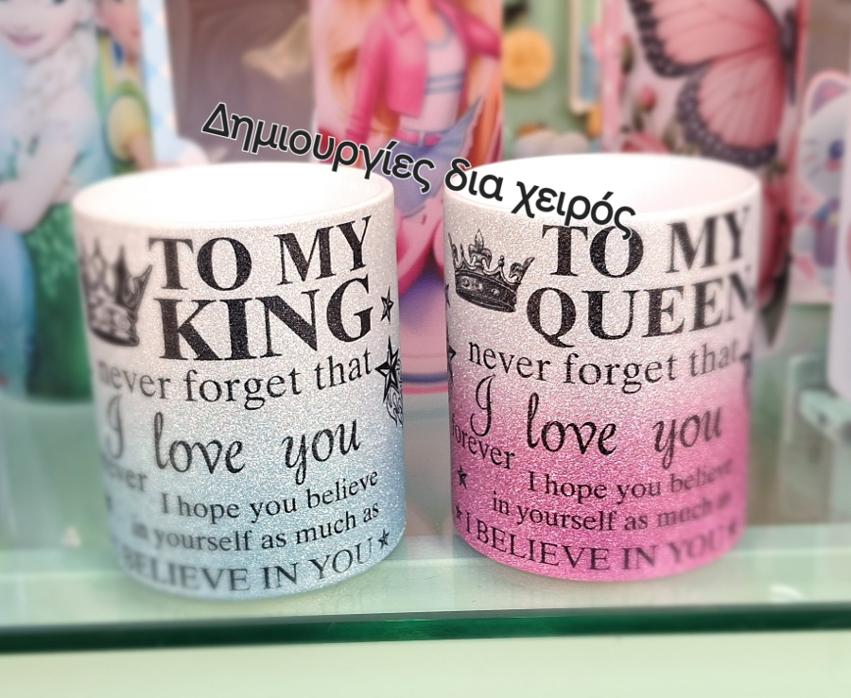 Δημιουργίες δια χειρός
TO MY
KING
never forget that
I love you
I hope you believe
in yourself as much as
BELIEVE IN YOU
TO MY
QUEEN
never forget that
I love you
forever
I hope you believe
in yourself as much as
I BELIEVE IN YOU